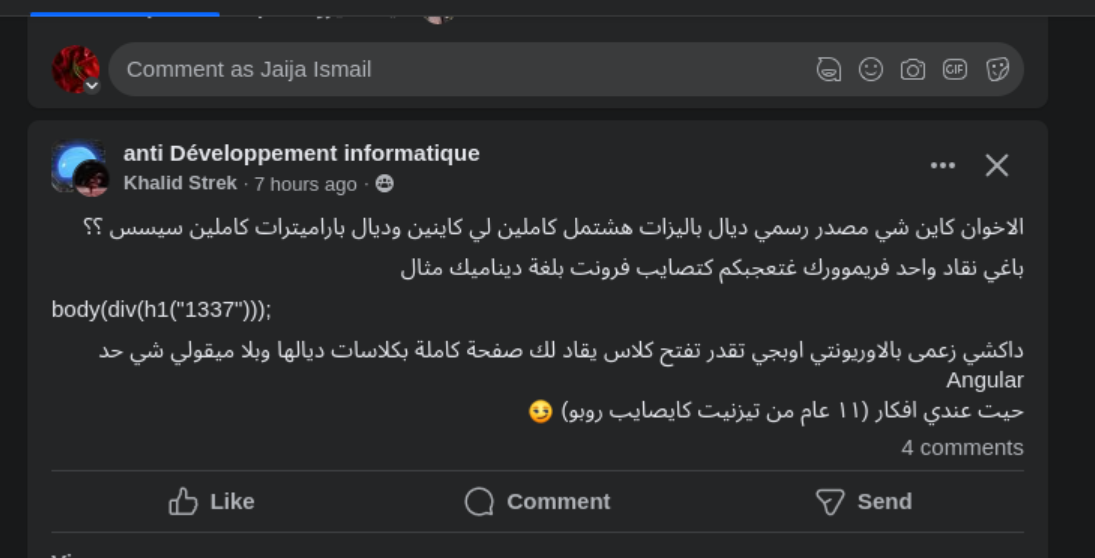 Comment as Jaija Ismail
GIF
anti Développement informatique
Khalid Strek · 7 hours ago ·
الاخوان كاين شي مصدر رسمي ديال باليزات هشتمل كاملين لي كاينين وديال باراميترات كاملين سيسس ؟؟
باغي نقاد واحد فريموورك غتعجبكم كتصايب فرونت بلغة ديناميك مثال
body(div(h1("1337")));
داكشي زعمى بالاوريونتي اوبجي تقدر تفتح كلاس يقاد لك صفحة كاملة بكلاسات ديالها وبلا ميقولي شي حد
Angular
حيت عندي افكار (١١ عام من تيزنيت كايصايب روبو) 😏
4 comments
Like
Comment
Send